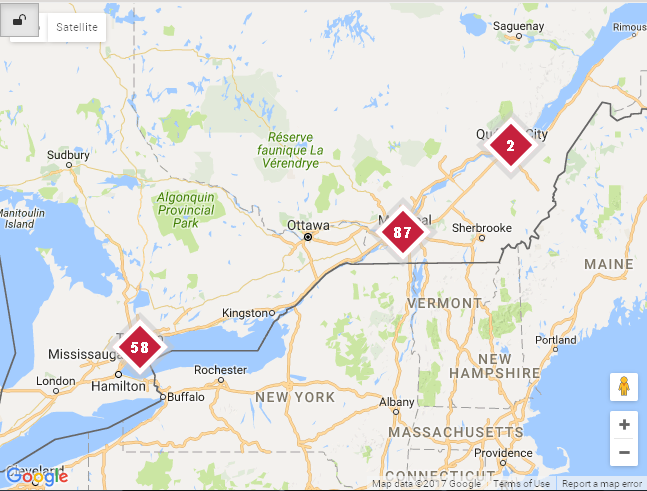 Satellite
Saguenay
Rimous
Qu
City
2
Réserve
faunique La
Vérendrye
Sudbury
Algonquin
Provincial
Park
Manitoulin
Island
Ottawa
M
al
87
Sherbrooke
MAINE
VERMONT
Kingston
T
58
Mississauga
Portland
Hamilton
London
Rochester
NEW
HAMPSHIRE
Buffalo
NEW YORK
Albany
MASSACHUSETTS
Providence
Cleveland
Google
CONNECTICUT
+
−
Map data ©2017 Google
Terms of Use
Report a map error